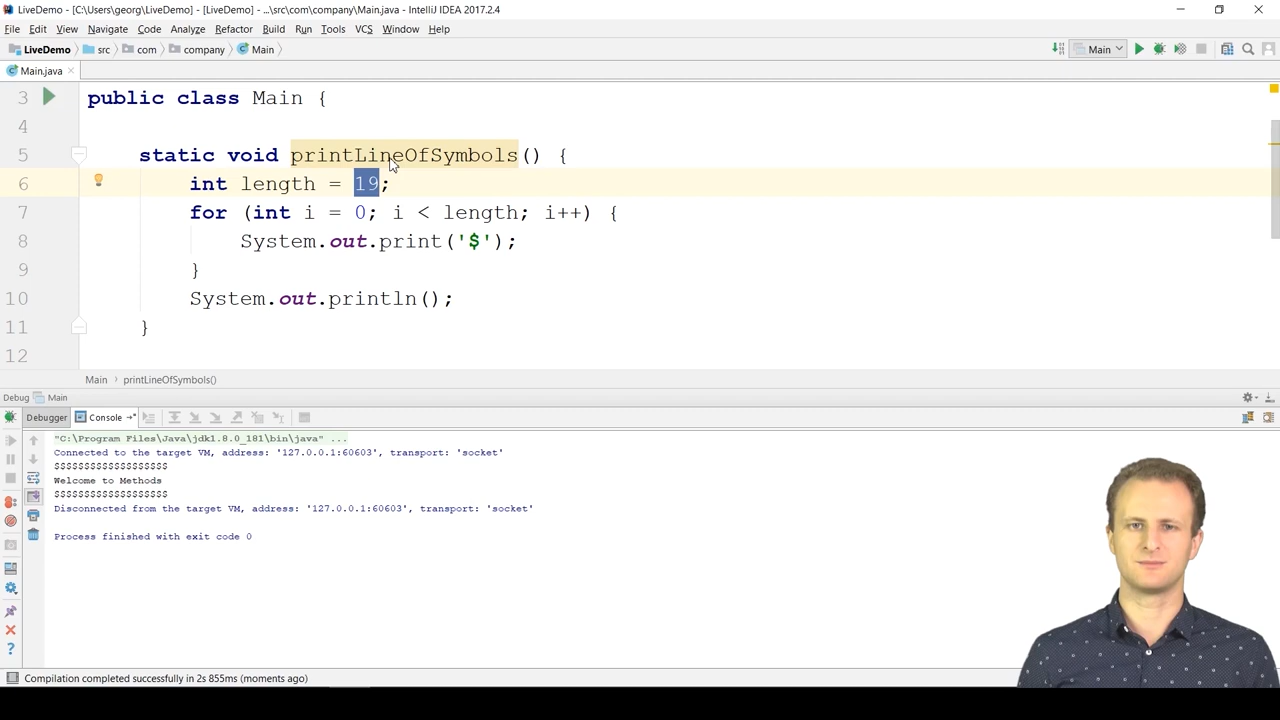 LiveDemo - [C:\Users\georg\LiveDemo] - [LiveDemo] - ...\src\com\company\Main.java - IntelliJ IDEA 2017.2.4
File Edit View Navigate Code Analyze Refactor Build Run Tools VCS Window Help
LiveDemo src com company Main Main
Main.java
3 public class Main {
4
5 static void printLineOfSymbols() {
6 int length = 19;
7 for (int i = 0; i < length; i++) {
8 System.out.print('$');
9 }
10 System.out.println();
11 }
12
Main printLineOfSymbols()
Debug Main
Debugger Console
"C:\Program Files\Java\jdk1.8.0_181\bin\java" ...
Connected to the target VM, address: '127.0.0.1:60603', transport: 'socket'
$$$$$$$$$$$$$$$$$$$
Welcome to Methods
$$$$$$$$$$$$$$$$$$$
Disconnected from the target VM, address: '127.0.0.1:60603', transport: 'socket'
Process finished with exit code 0
Compilation completed successfully in 2s 855ms (moments ago)